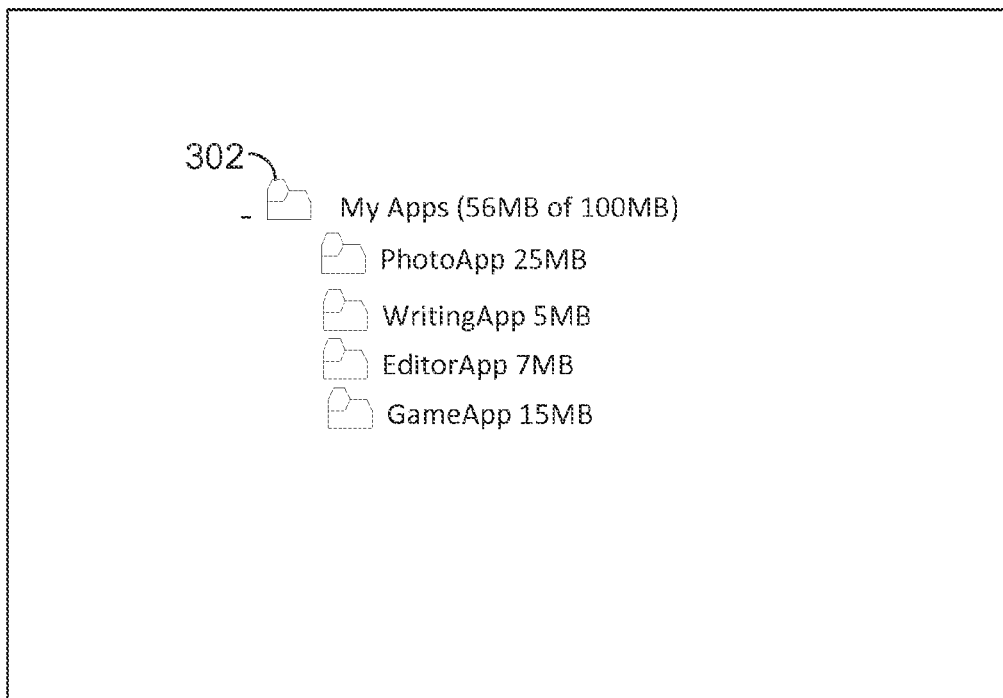 302
- My Apps (56MB of 100MB)
PhotoApp 25MB
WritingApp 5MB
EditorApp 7MB
GameApp 15MB